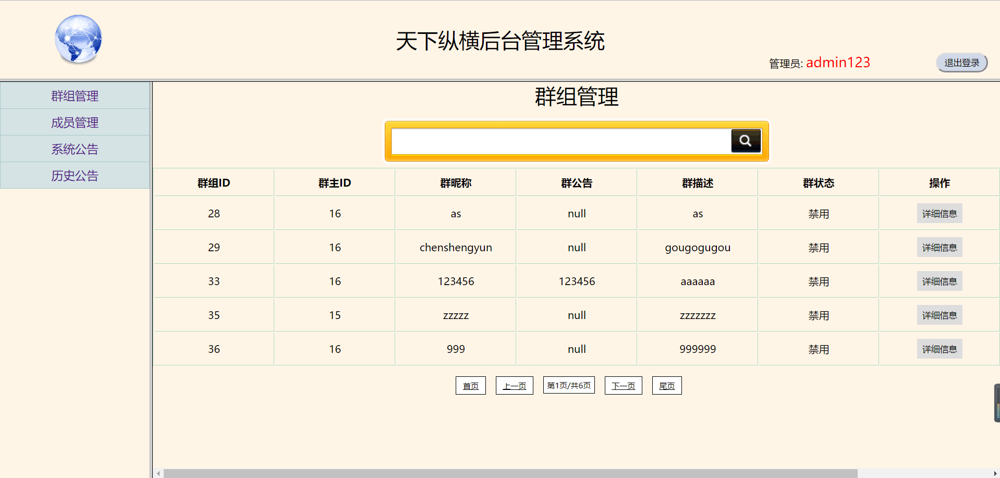 天下纵横后台管理系统
管理员: admin123
退出登录
群组管理
成员管理
系统公告
历史公告
群组管理
群组ID 群主ID 群昵称 群公告 群描述 群状态 操作
28 16 as null as 禁用 详细信息
29 16 chenshengyun null gougogugou 禁用 详细信息
33 16 123456 123456 aaaaaa 禁用 详细信息
35 15 zzzzz null zzzzzzz 禁用 详细信息
36 16 999 null 999999 禁用 详细信息
首页 上一页 第1页/共6页 下一页 尾页